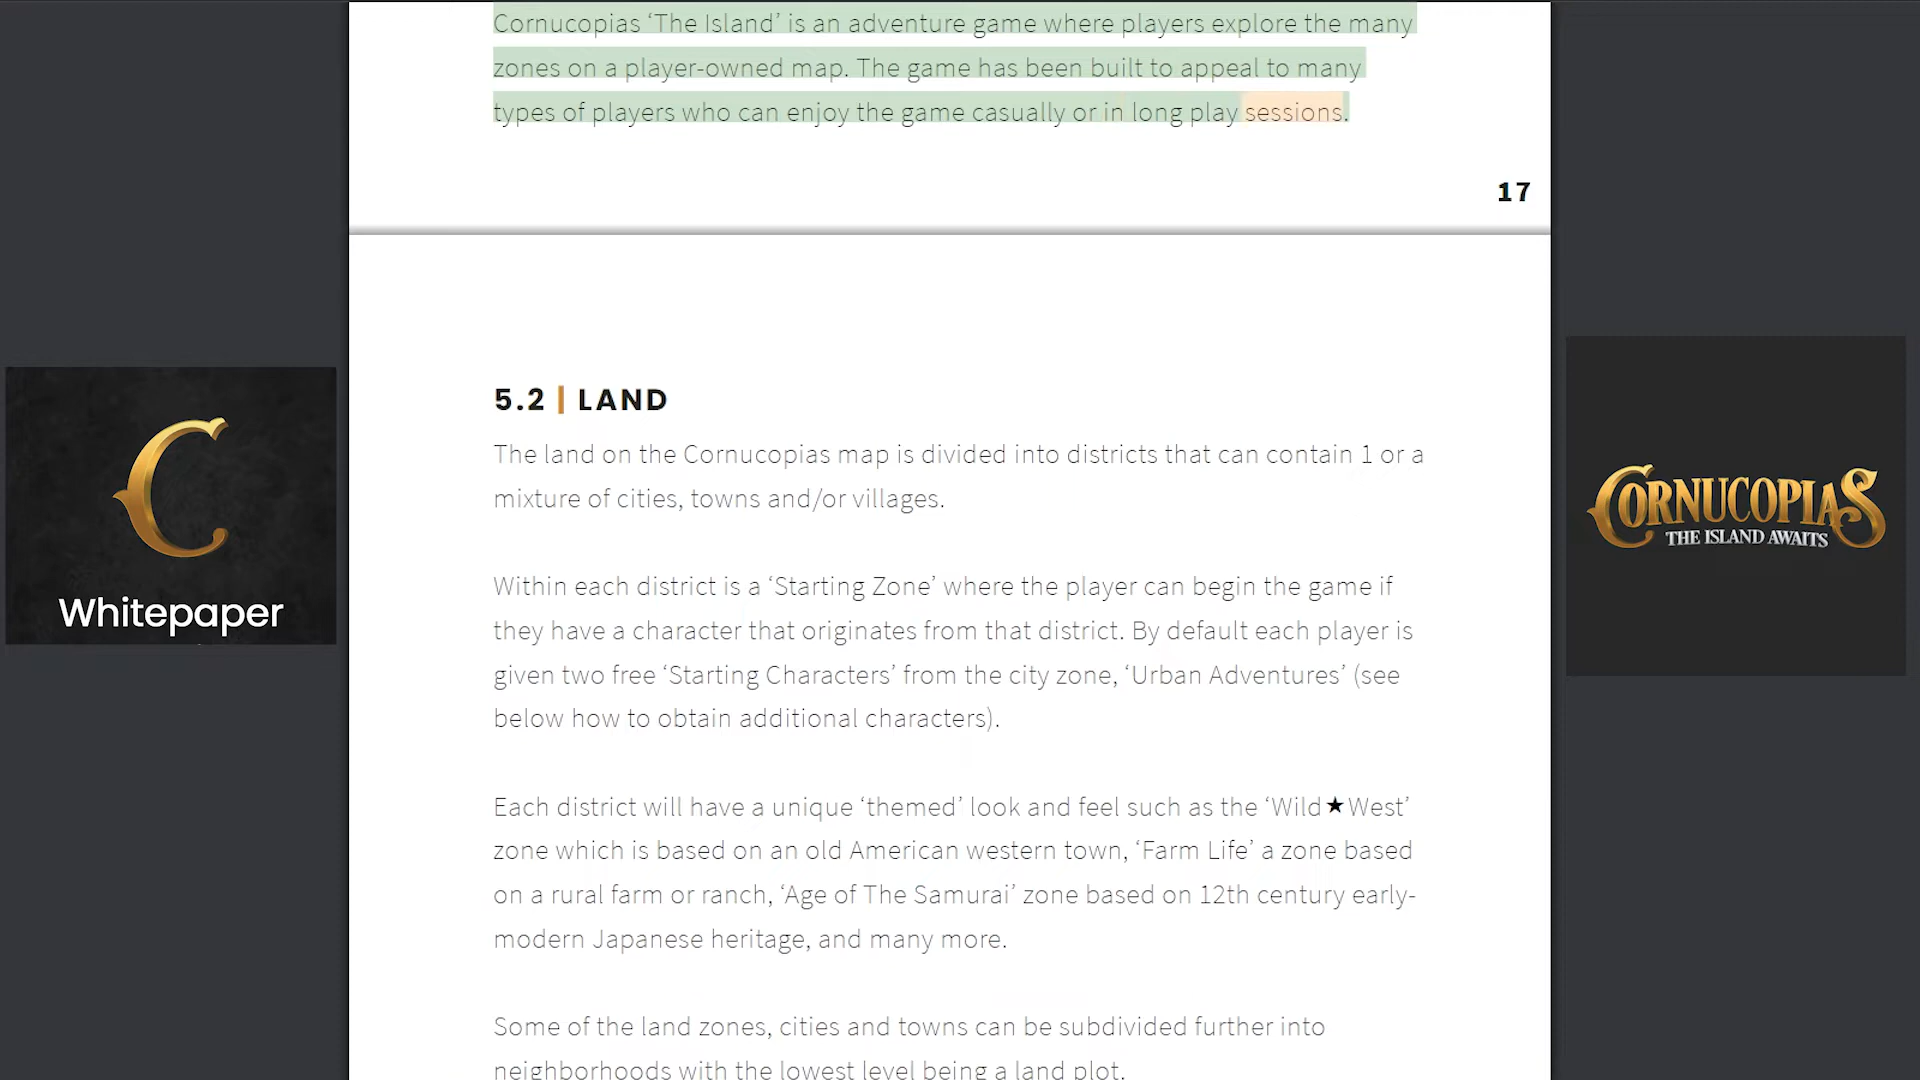 Cornucopias ‘The Island’ is an adventure game where players explore the many
zones on a player-owned map. The game has been built to appeal to many
types of players who can enjoy the game casually or in long play sessions.
17
C
Whitepaper
5.2 | LAND
The land on the Cornucopias map is divided into districts that can contain 1 or a
mixture of cities, towns and/or villages.
Within each district is a ‘Starting Zone’ where the player can begin the game if
they have a character that originates from that district. By default each player is
given two free ‘Starting Characters’ from the city zone, ‘Urban Adventures’ (see
below how to obtain additional characters).
Each district will have a unique ‘themed’ look and feel such as the ‘Wild★West’
zone which is based on an old American western town, ‘Farm Life’ a zone based
on a rural farm or ranch, ‘Age of The Samurai’ zone based on 12th century early-
modern Japanese heritage, and many more.
Some of the land zones, cities and towns can be subdivided further into
neighborhoods with the lowest level being a land plot.
CORNUCOPIAS
THE ISLAND AWAITS